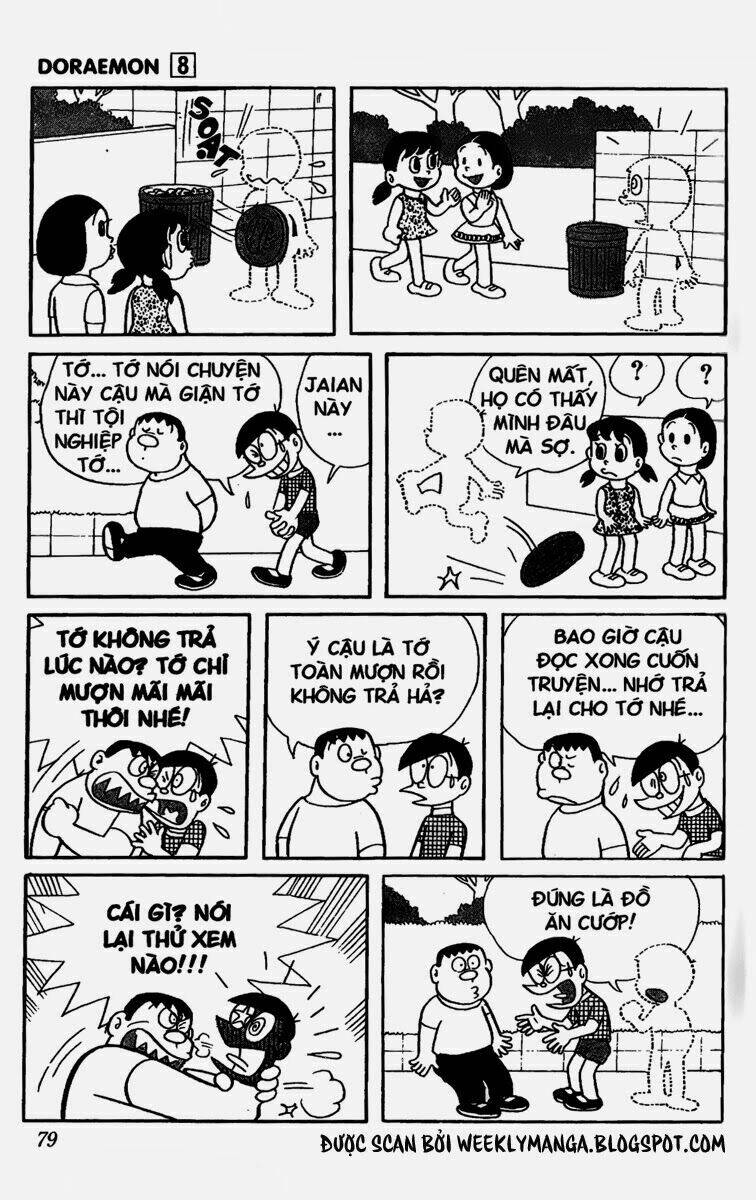 DORAEMON 8
SOẠT
QUÊN MẤT,
HỌ CÓ THẤY
MÌNH ĐÂU
MÀ SỢ.
?
?
JAIAN
NÀY
...
TỚ... TỚ NÓI CHUYỆN
NÀY CẬU MÀ GIẬN TỚ
THÌ TỘI
NGHIỆP
TỚ...
BAO GIỜ CẬU
ĐỌC XONG CUỐN
TRUYỆN... NHỚ TRẢ
LẠI CHO TỚ NHÉ...
Ý CẬU LÀ TỚ
TOÀN MƯỢN RỒI
KHÔNG TRẢ HẢ?
TỚ KHÔNG TRẢ
LÚC NÀO? TỚ CHỈ
MƯỢN MÃI MÃI
THÔI NHÉ!
ĐÚNG LÀ ĐỒ
ĂN CƯỚP!
CÁI GÌ? NÓI
LẠI THỬ XEM
NÀO!!!
79
ĐƯỢC SCAN BỞI WEEKLYMANGA.BLOGSPOT.COM